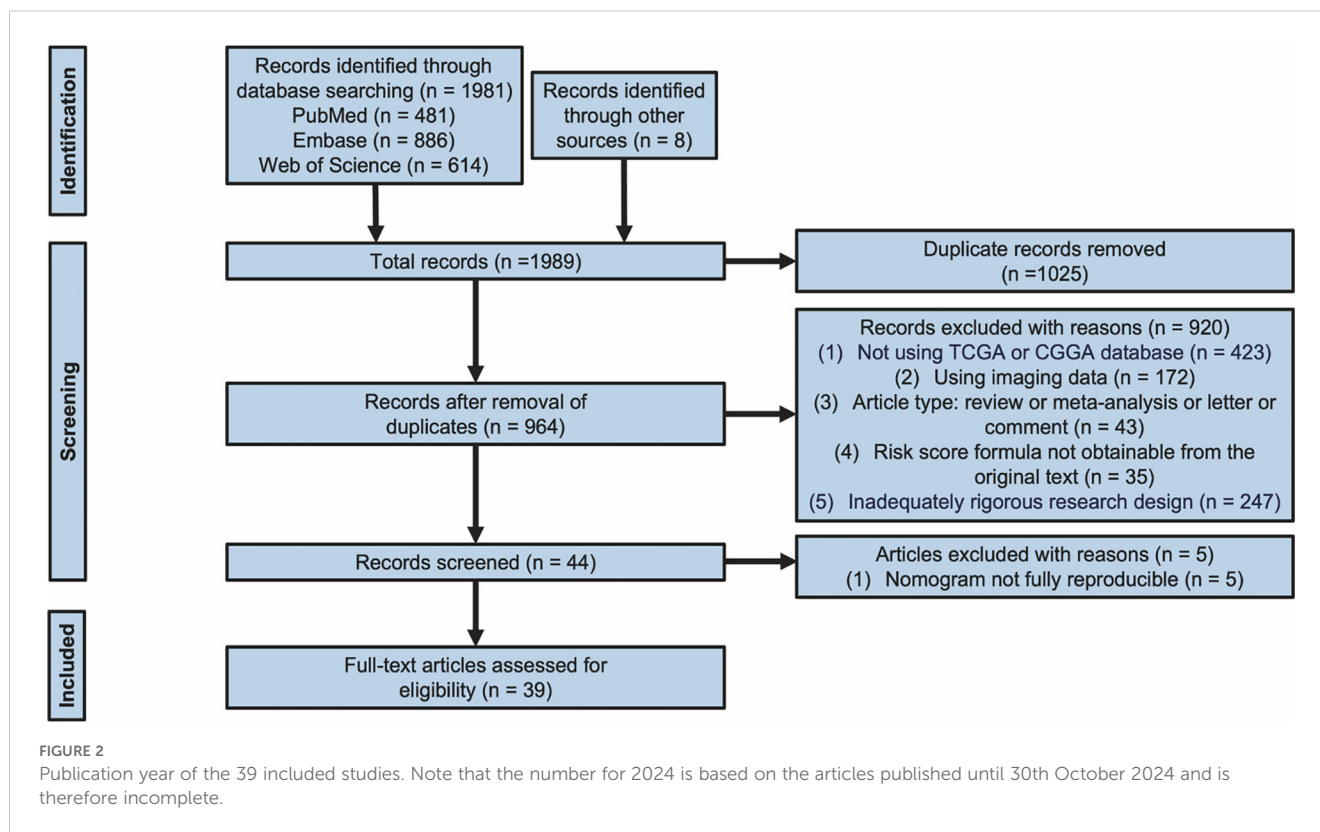 Identification
Records identified through
database searching (n = 1981)
PubMed (n = 481)
Embase (n = 886)
Web of Science (n = 614)
Records identified
through other
sources (n = 8)
Screening
Total records (n =1989)
Duplicate records removed
(n =1025)
Records after removal of
duplicates (n = 964)
Records excluded with reasons (n = 920)
(1) Not using TCGA or CGGA database (n = 423)
(2) Using imaging data (n = 172)
(3) Article type: review or meta-analysis or letter or
comment (n = 43)
(4) Risk score formula not obtainable from the
original text (n = 35)
(5) Inadequately rigorous research design (n = 247)
Records screened (n = 44)
Articles excluded with reasons (n = 5)
(1) Nomogram not fully reproducible (n = 5)
Included
Full-text articles assessed for
eligibility (n = 39)
FIGURE 2
Publication year of the 39 included studies. Note that the number for 2024 is based on the articles published until 30th October 2024 and is
therefore incomplete.